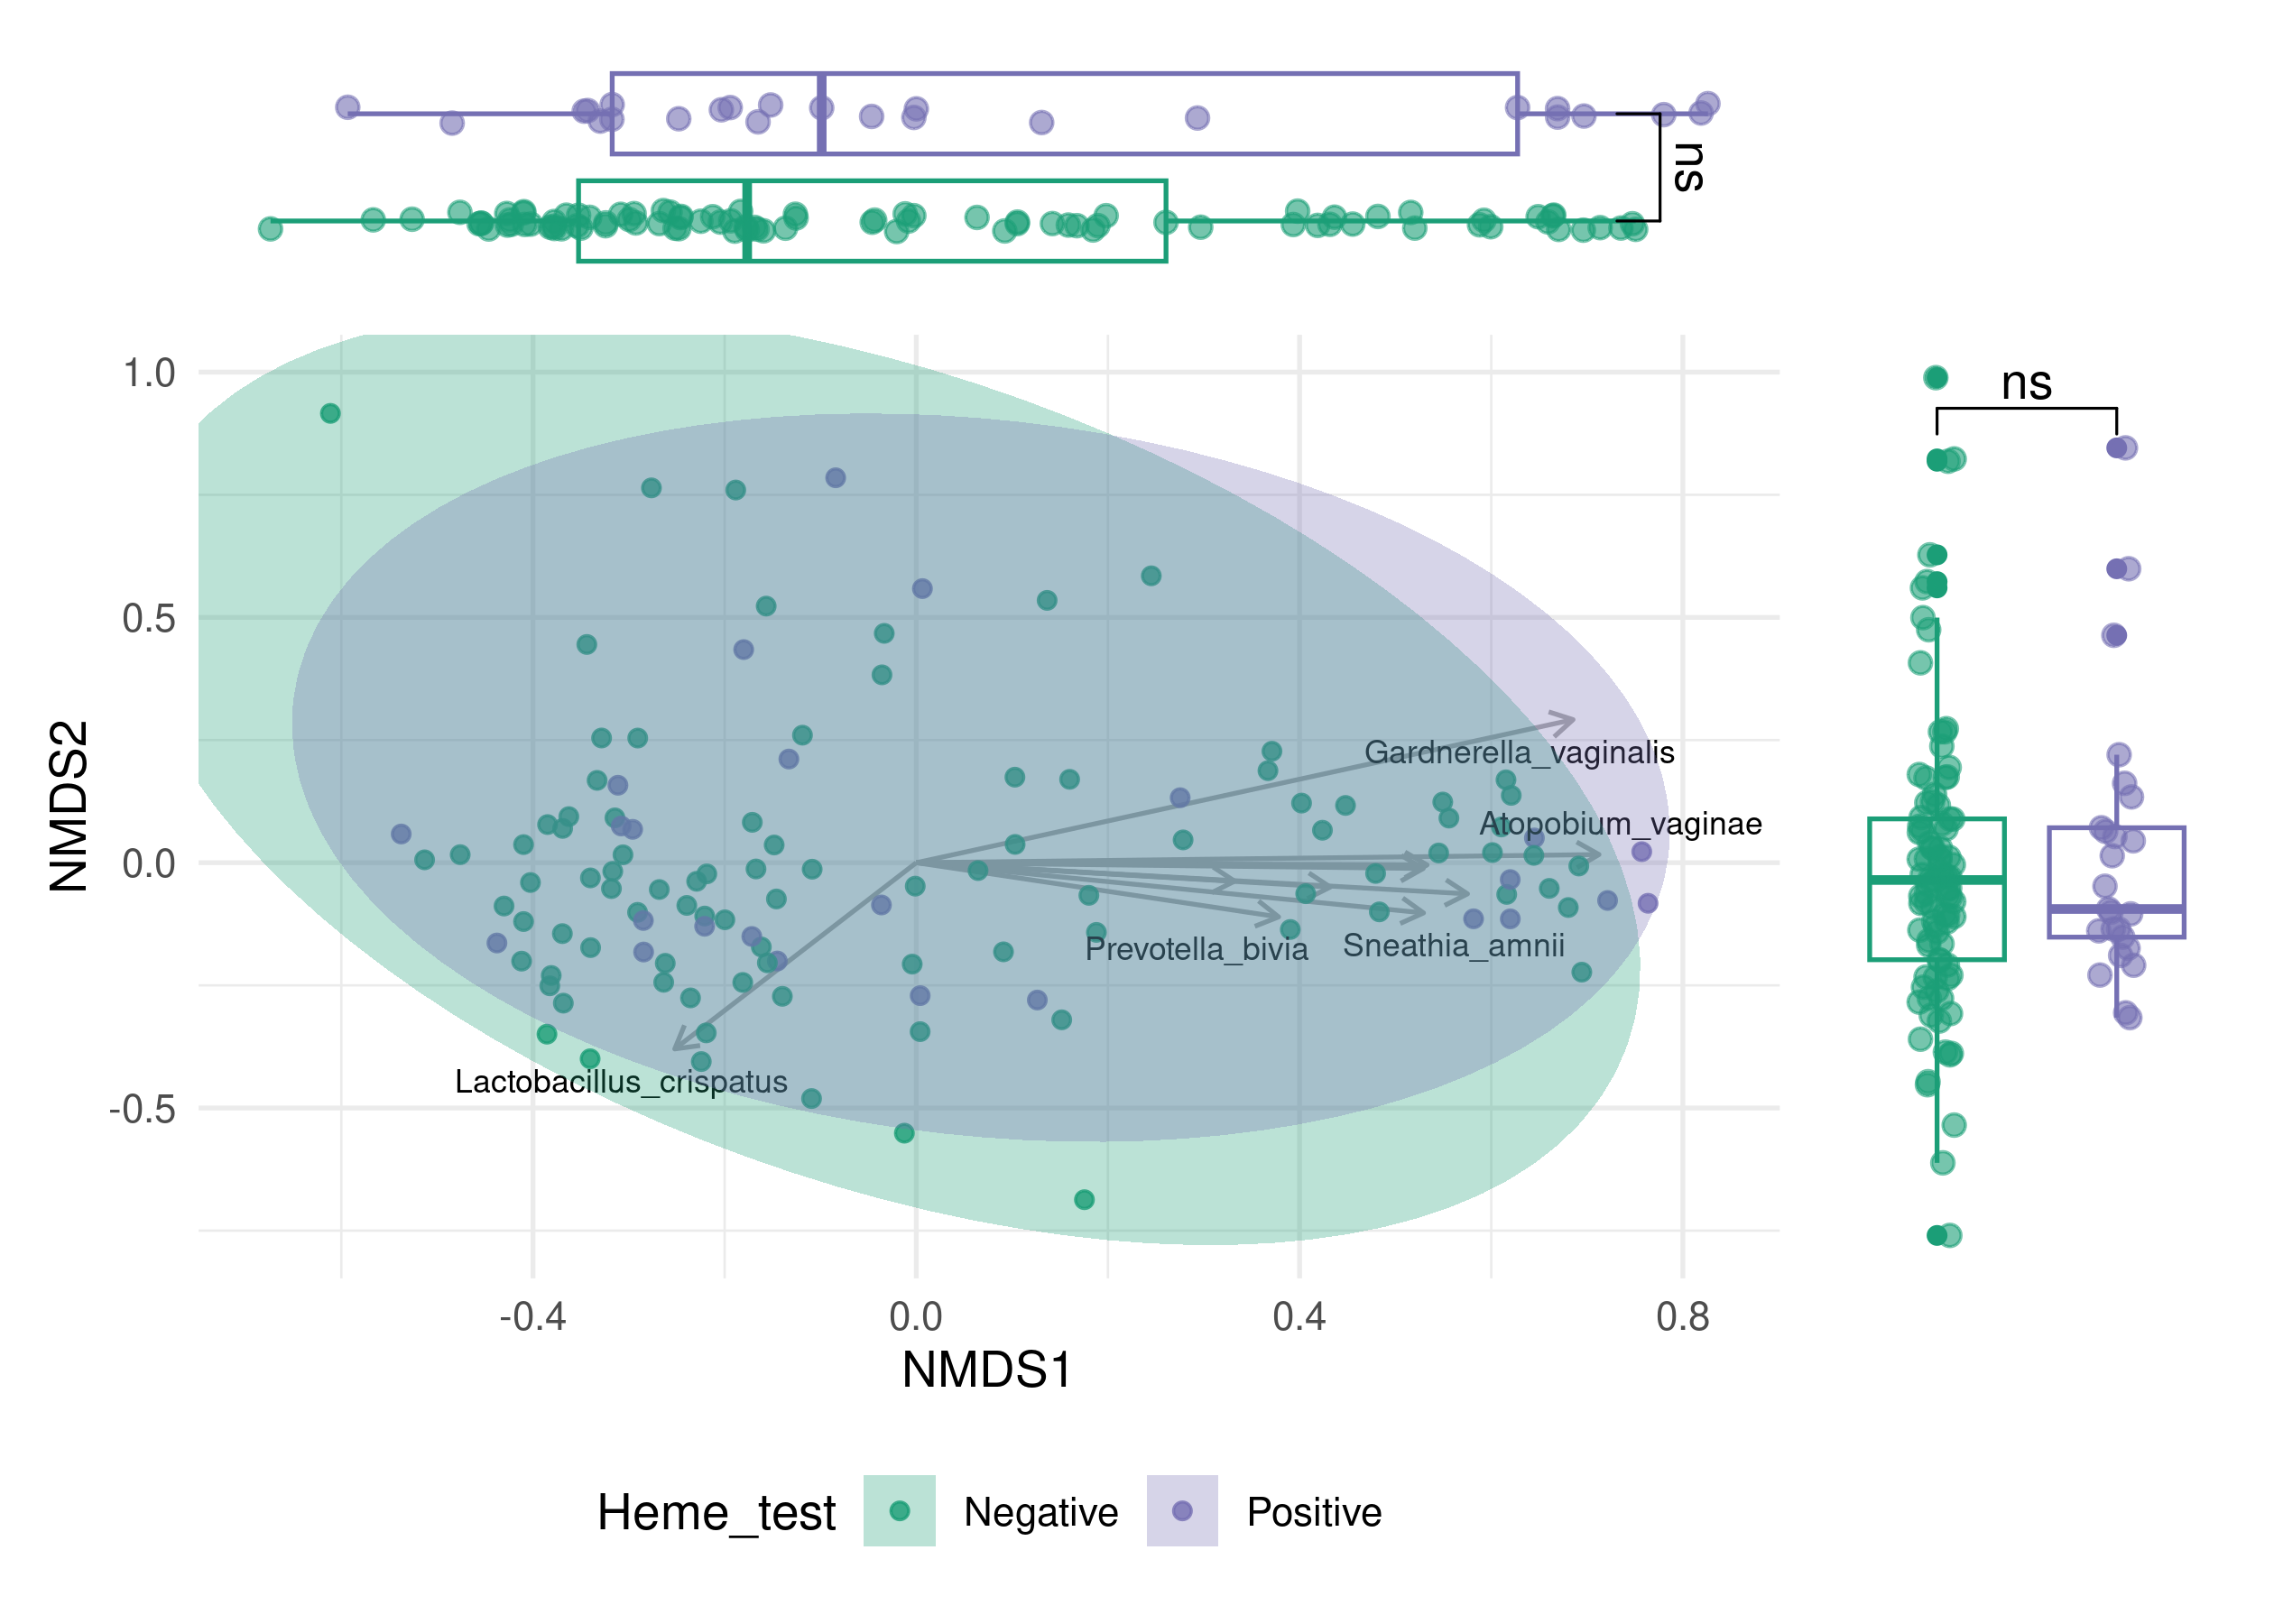 ns
ns
1.0
0.5
0.0
-0.5
NMDS2
Gardnerella_vaginalis
Atopobium_vaginae
Prevotella_bivia
Sneathia_amnii
Lactobacillus_crispatus
-0.4 0.0 0.4 0.8
NMDS1
Heme_test Negative Positive